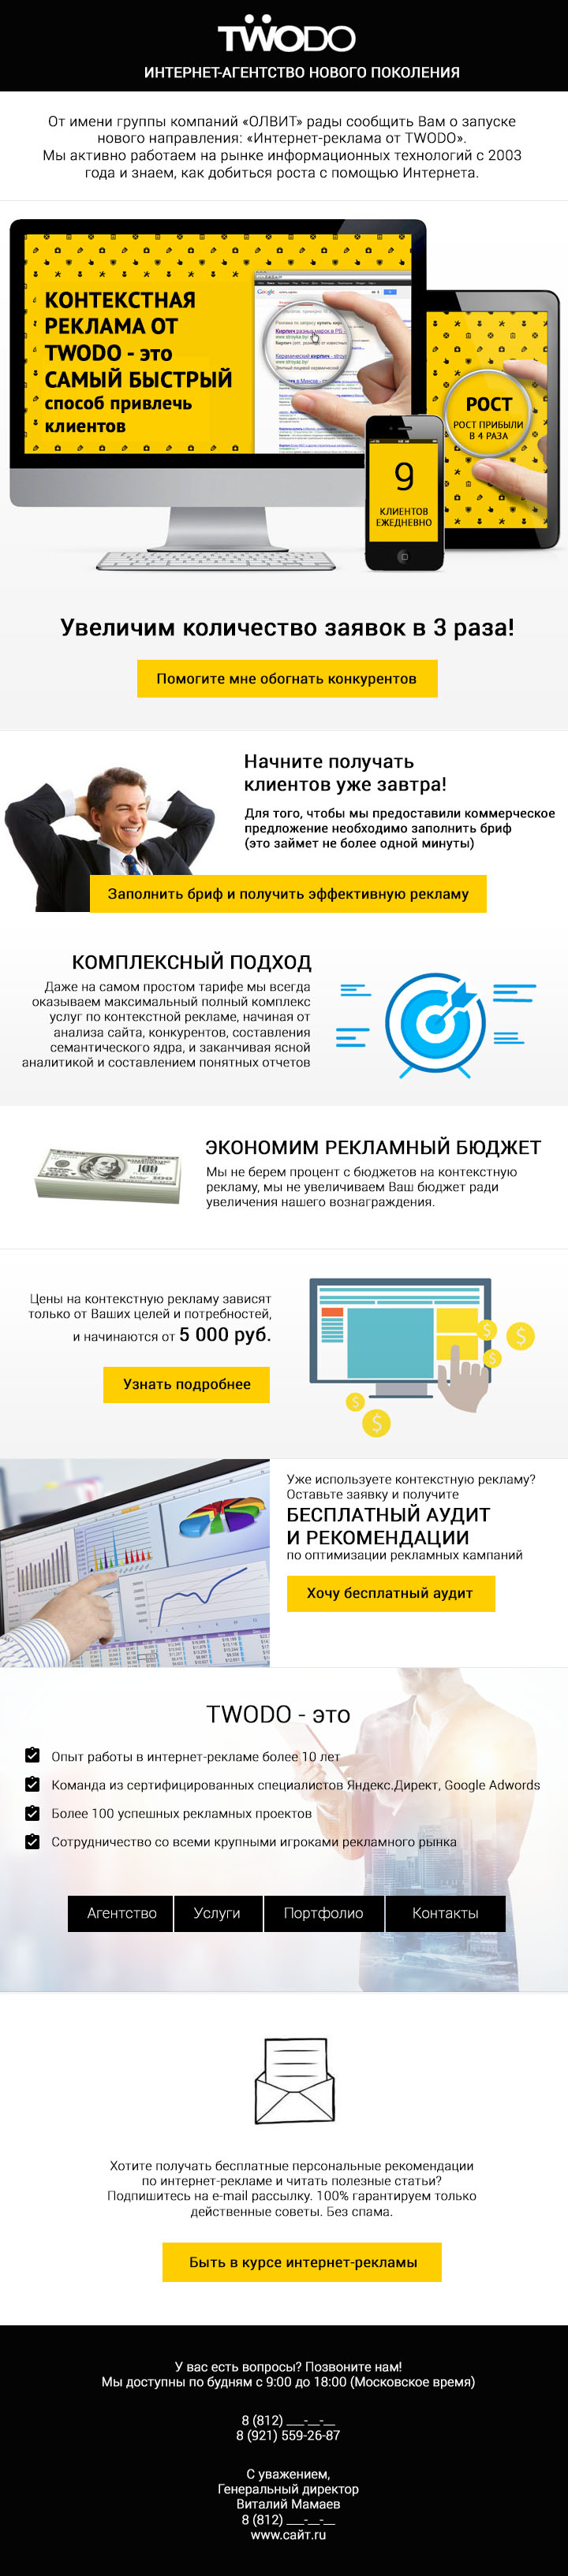 TWODO
ИНТЕРНЕТ-АГЕНТСТВО НОВОГО ПОКОЛЕНИЯ
От имени группы компаний «ОЛВИТ» рады сообщить Вам о запуске
нового направления: «Интернет-реклама от TWODO».
Мы активно работаем на рынке информационных технологий с 2003
года и знаем, как добиться роста с помощью Интернета.
КОНТЕКСТНАЯ
РЕКЛАМА ОТ
TWODO - это
САМЫЙ БЫСТРЫЙ
способ привлечь
клиентов
Google
РОСТ
РОСТ ПРИБЫЛИ
В 4 РАЗА
9
КЛИЕНТОВ
ЕЖЕДНЕВНО
Увеличим количество заявок в 3 раза!
Помогите мне обогнать конкурентов
Начните получать
клиентов уже завтра!
Для того, чтобы мы предоставили коммерческое
предложение необходимо заполнить бриф
(это займет не более одной минуты)
Заполнить бриф и получить эффективную рекламу
КОМПЛЕКСНЫЙ ПОДХОД
Даже на самом простом тарифе мы всегда
оказываем максимальный полный комплекс
услуг по контекстной рекламе, начиная от
анализа сайта, конкурентов, составления
семантического ядра, и заканчивая ясной
аналитикой и составлением понятных отчетов
100
ЭКОНОМИМ РЕКЛАМНЫЙ БЮДЖЕТ
Мы не берем процент с бюджетов на контекстную
рекламу, мы не увеличиваем Ваш бюджет ради
увеличения нашего вознаграждения.
Цены на контекстную рекламу зависят
только от Ваших целей и потребностей,
и начинаются от 5 000 руб.
Узнать подробнее
$ $
$
$
$
Уже используете контекстную рекламу?
Оставьте заявку и получите
БЕСПЛАТНЫЙ АУДИТ
И РЕКОМЕНДАЦИИ
по оптимизации рекламных кампаний
Хочу бесплатный аудит
TWODO - это
Опыт работы в интернет-рекламе более 10 лет
Команда из сертифицированных специалистов Яндекс.Директ, Google Adwords
Более 100 успешных рекламных проектов
Сотрудничество со всеми крупными игроками рекламного рынка
Агентство Услуги Портфолио Контакты
Хотите получать бесплатные персональные рекомендации
по интернет-рекламе и читать полезные статьи?
Подпишитесь на e-mail рассылку. 100% гарантируем только
действенные советы. Без спама.
Быть в курсе интернет-рекламы
У вас есть вопросы? Позвоните нам!
Мы доступны по будням с 9:00 до 18:00 (Московское время)
8 (812) ___-__-__
8 (921) 559-26-87
С уважением,
Генеральный директор
Виталий Мамаев
8 (812) ___-__-__
www.сайт.ru